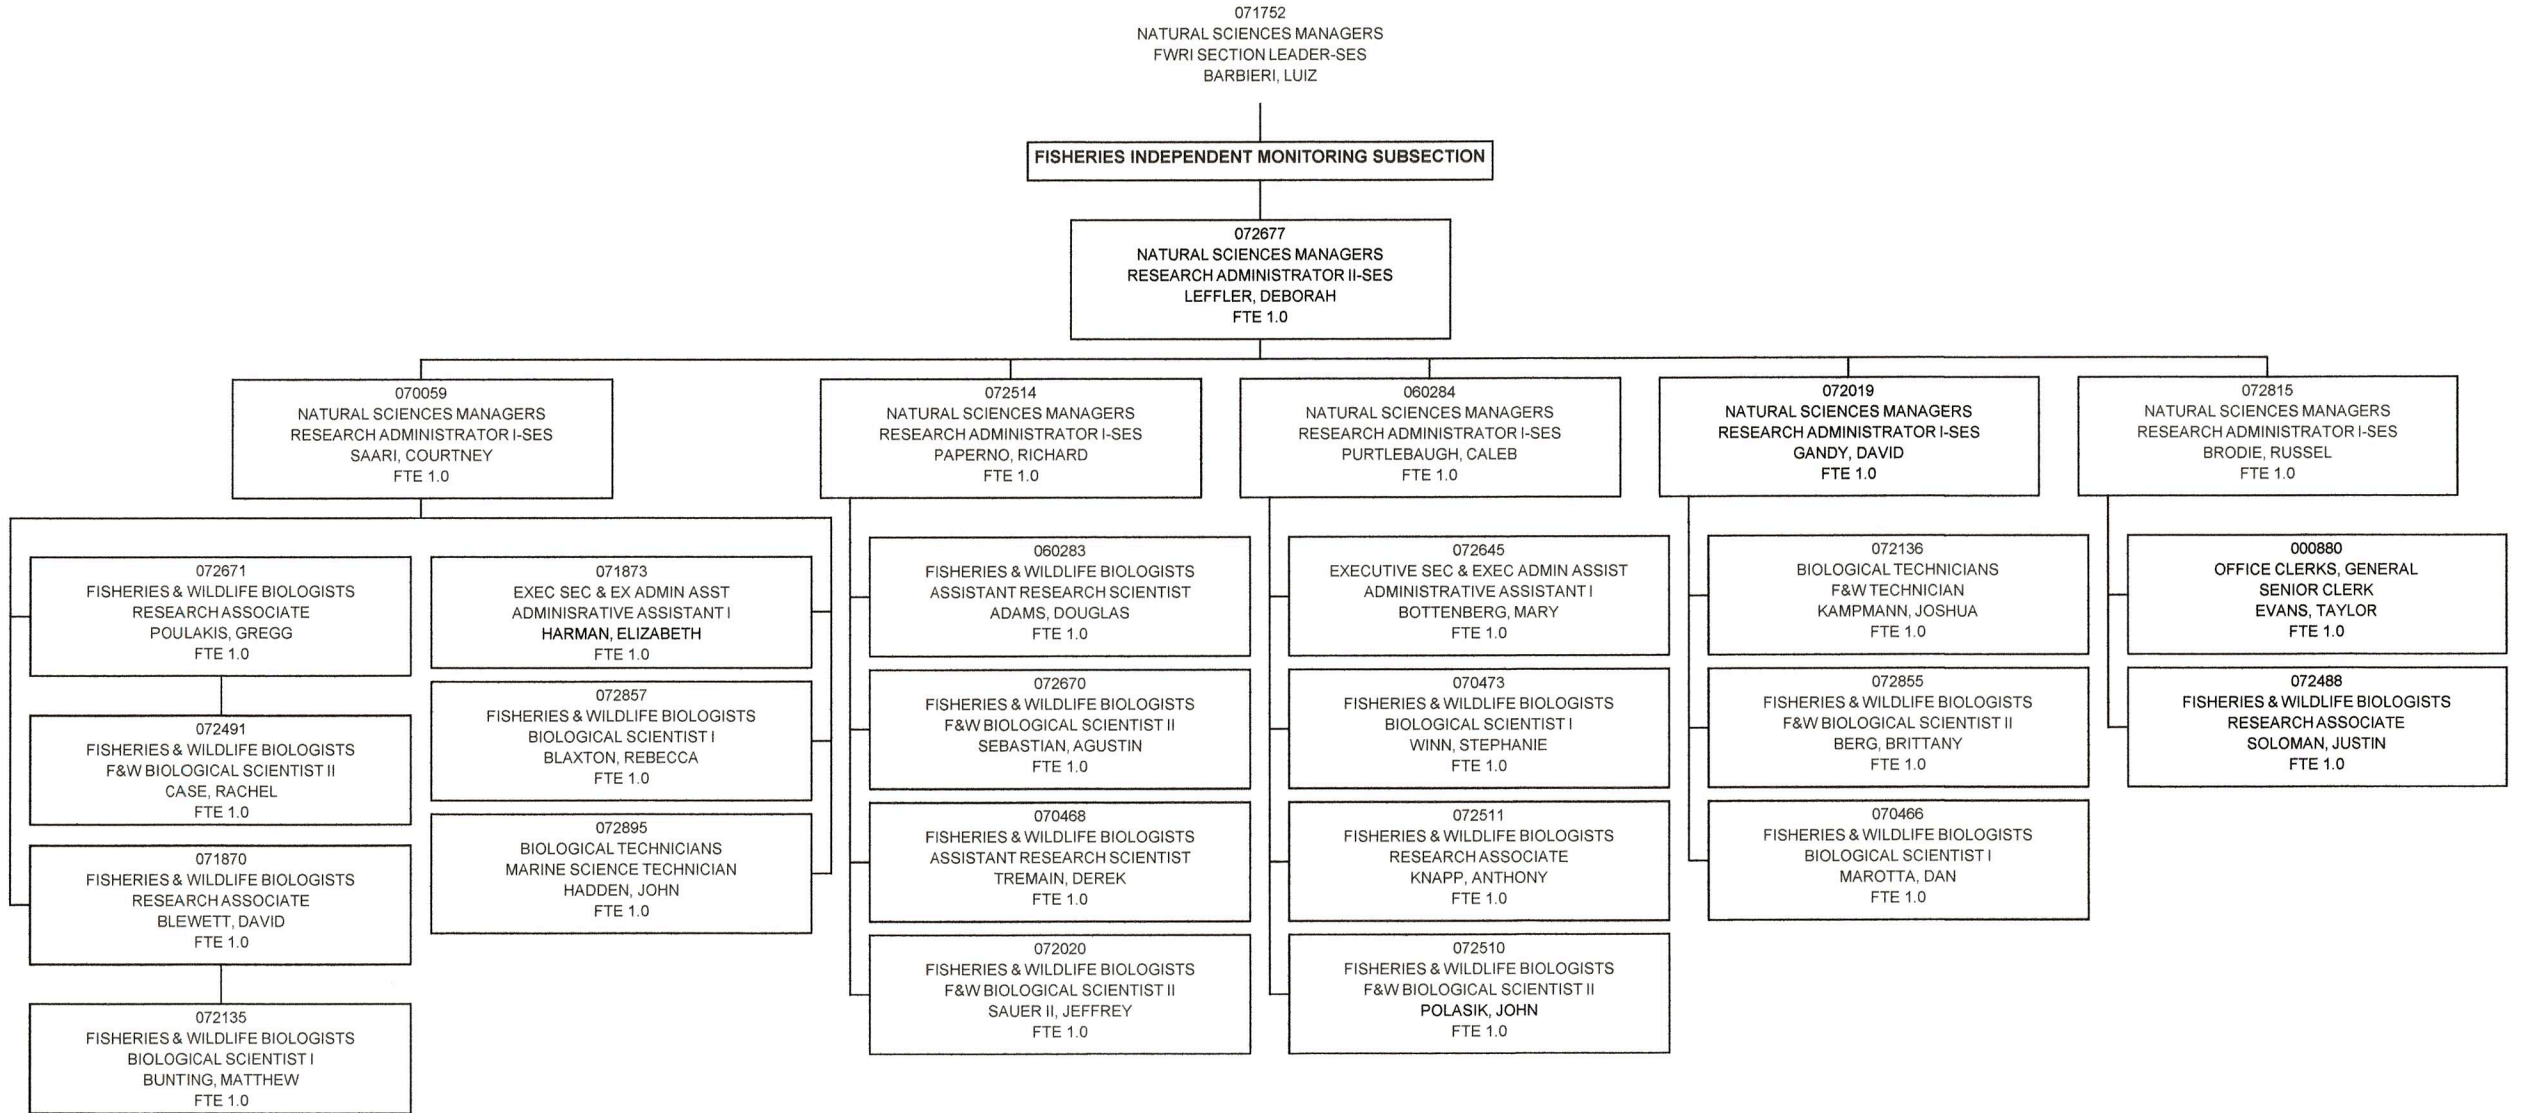 071752
NATURAL SCIENCES MANAGERS
FWRI SECTION LEADER-SES
BARBIERI, LUIZ
FISHERIES INDEPENDENT MONITORING SUBSECTION
072677
NATURAL SCIENCES MANAGERS
RESEARCH ADMINISTRATOR II-SES
LEFFLER, DEBORAH
FTE 1.0
070059
NATURAL SCIENCES MANAGERS
RESEARCH ADMINISTRATOR I-SES
SAARI, COURTNEY
FTE 1.0
072514
NATURAL SCIENCES MANAGERS
RESEARCH ADMINISTRATOR I-SES
PAPERNO, RICHARD
FTE 1.0
060284
NATURAL SCIENCES MANAGERS
RESEARCH ADMINISTRATOR I-SES
PURTLEBAUGH, CALEB
FTE 1.0
072019
NATURAL SCIENCES MANAGERS
RESEARCH ADMINISTRATOR I-SES
GANDY, DAVID
FTE 1.0
072815
NATURAL SCIENCES MANAGERS
RESEARCH ADMINISTRATOR I-SES
BRODIE, RUSSEL
FTE 1.0
072671
FISHERIES & WILDLIFE BIOLOGISTS
RESEARCH ASSOCIATE
POULAKIS, GREGG
FTE 1.0
072491
FISHERIES & WILDLIFE BIOLOGISTS
F&W BIOLOGICAL SCIENTIST II
CASE, RACHEL
FTE 1.0
071870
FISHERIES & WILDLIFE BIOLOGISTS
RESEARCH ASSOCIATE
BLEWETT, DAVID
FTE 1.0
072135
FISHERIES & WILDLIFE BIOLOGISTS
BIOLOGICAL SCIENTIST I
BUNTING, MATTHEW
FTE 1.0
071873
EXEC SEC & EX ADMIN ASST
ADMINISRATIVE ASSISTANT I
HARMAN, ELIZABETH
FTE 1.0
072857
FISHERIES & WILDLIFE BIOLOGISTS
BIOLOGICAL SCIENTIST I
BLAXTON, REBECCA
FTE 1.0
072895
BIOLOGICAL TECHNICIANS
MARINE SCIENCE TECHNICIAN
HADDEN, JOHN
FTE 1.0
060283
FISHERIES & WILDLIFE BIOLOGISTS
ASSISTANT RESEARCH SCIENTIST
ADAMS, DOUGLAS
FTE 1.0
072670
FISHERIES & WILDLIFE BIOLOGISTS
F&W BIOLOGICAL SCIENTIST II
SEBASTIAN, AGUSTIN
FTE 1.0
070468
FISHERIES & WILDLIFE BIOLOGISTS
ASSISTANT RESEARCH SCIENTIST
TREMAIN, DEREK
FTE 1.0
072020
FISHERIES & WILDLIFE BIOLOGISTS
F&W BIOLOGICAL SCIENTIST II
SAUER II, JEFFREY
FTE 1.0
072645
EXECUTIVE SEC & EXEC ADMIN ASSIST
ADMINISTRATIVE ASSISTANT I
BOTTENBERG, MARY
FTE 1.0
070473
FISHERIES & WILDLIFE BIOLOGISTS
BIOLOGICAL SCIENTIST I
WINN, STEPHANIE
FTE 1.0
072511
FISHERIES & WILDLIFE BIOLOGISTS
RESEARCH ASSOCIATE
KNAPP, ANTHONY
FTE 1.0
072510
FISHERIES & WILDLIFE BIOLOGISTS
F&W BIOLOGICAL SCIENTIST II
POLASIK, JOHN
FTE 1.0
072136
BIOLOGICAL TECHNICIANS
F&W TECHNICIAN
KAMPMANN, JOSHUA
FTE 1.0
072855
FISHERIES & WILDLIFE BIOLOGISTS
F&W BIOLOGICAL SCIENTIST II
BERG, BRITTANY
FTE 1.0
070466
FISHERIES & WILDLIFE BIOLOGISTS
BIOLOGICAL SCIENTIST I
MAROTTA, DAN
FTE 1.0
000880
OFFICE CLERKS, GENERAL
SENIOR CLERK
EVANS, TAYLOR
FTE 1.0
072488
FISHERIES & WILDLIFE BIOLOGISTS
RESEARCH ASSOCIATE
SOLOMAN, JUSTIN
FTE 1.0